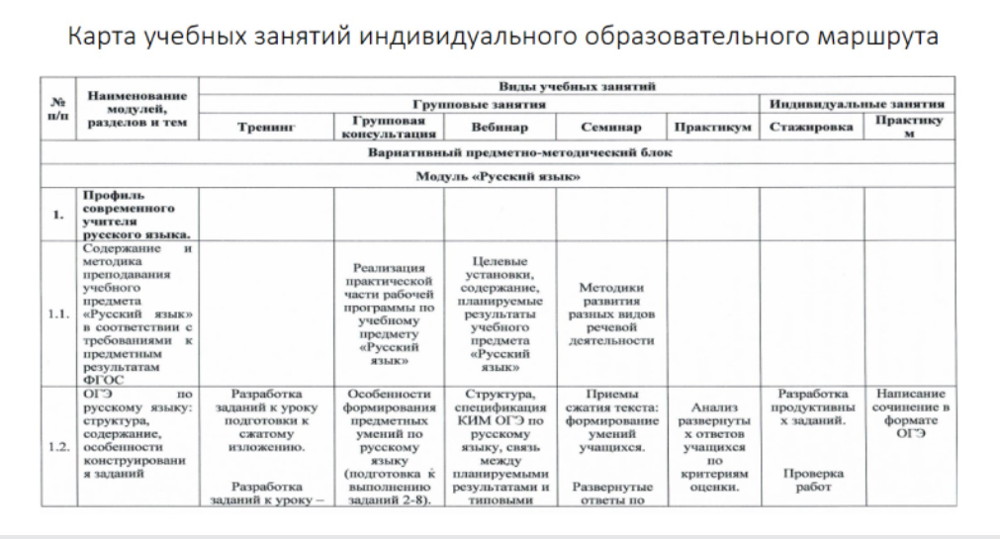 Карта учебных занятий индивидуального образовательного маршрута
№
п/п
Наименование
модулей,
разделов и тем
Виды учебных занятий
Групповые занятия
Индивидуальные занятия
Тренинг
Групповая
консультация
Вебинар
Семинар
Практикум
Стажировка
Практику
м
Вариативный предметно-методический блок
Модуль «Русский язык»
1.
Профиль
современного
учителя
русского языка.
1.1.
Содержание и
методика
преподавания
учебного
предмета
«Русский язык»
в соответствии с
требованиями к
предметным
результатам
ФГОС
Реализация
практической
части рабочей
программы по
учебному
предмету
«Русский
язык»
Целевые
установки,
содержание,
планируемые
результаты
учебного
предмета
«Русский
язык»
Методики
развития
разных видов
речевой
деятельности
1.2.
ОГЭ по
русскому языку:
структура,
содержание,
особенности
конструировани
я заданий
Разработка
заданий к уроку
подготовки к
сжатому
изложению.
Разработка
заданий к уроку –
Особенности
формирования
предметных
умений по
русскому
языку
(подготовка к
выполнению
заданий 2-8).
Структура,
спецификация
КИМ ОГЭ по
русскому
языку, связь
между
планируемыми
результатами и
типовыми
Приемы
сжатия текста:
формирование
умений
учащихся.
Развернутые
ответы по
Анализ
развернуты
х ответов
учащихся
по
критериям
оценки.
Разработка
продуктивны
х заданий.
Проверка
работ
Написание
сочинение в
формате
ОГЭ